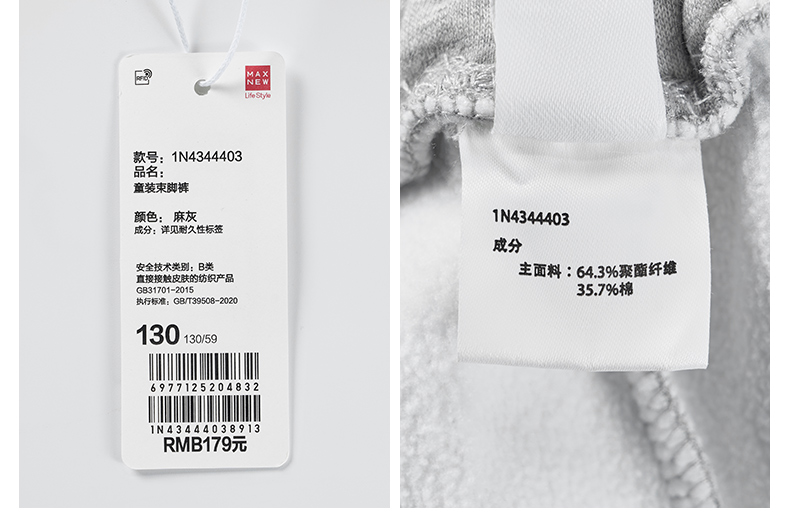 RFID
MAX
NEW
Life Style
款号：1N4344403
品名：
童装束脚裤
颜色： 麻灰
成分：详见耐久性标签
安全技术类别：B类
直接接触皮肤的纺织产品
GB31701-2015
执行标准：GB/T39508-2020
130 130/59
6977125204832
1N43444038913
RMB179元
1N4344403
成分
主面料：64.3%聚酯纤维
35.7%棉